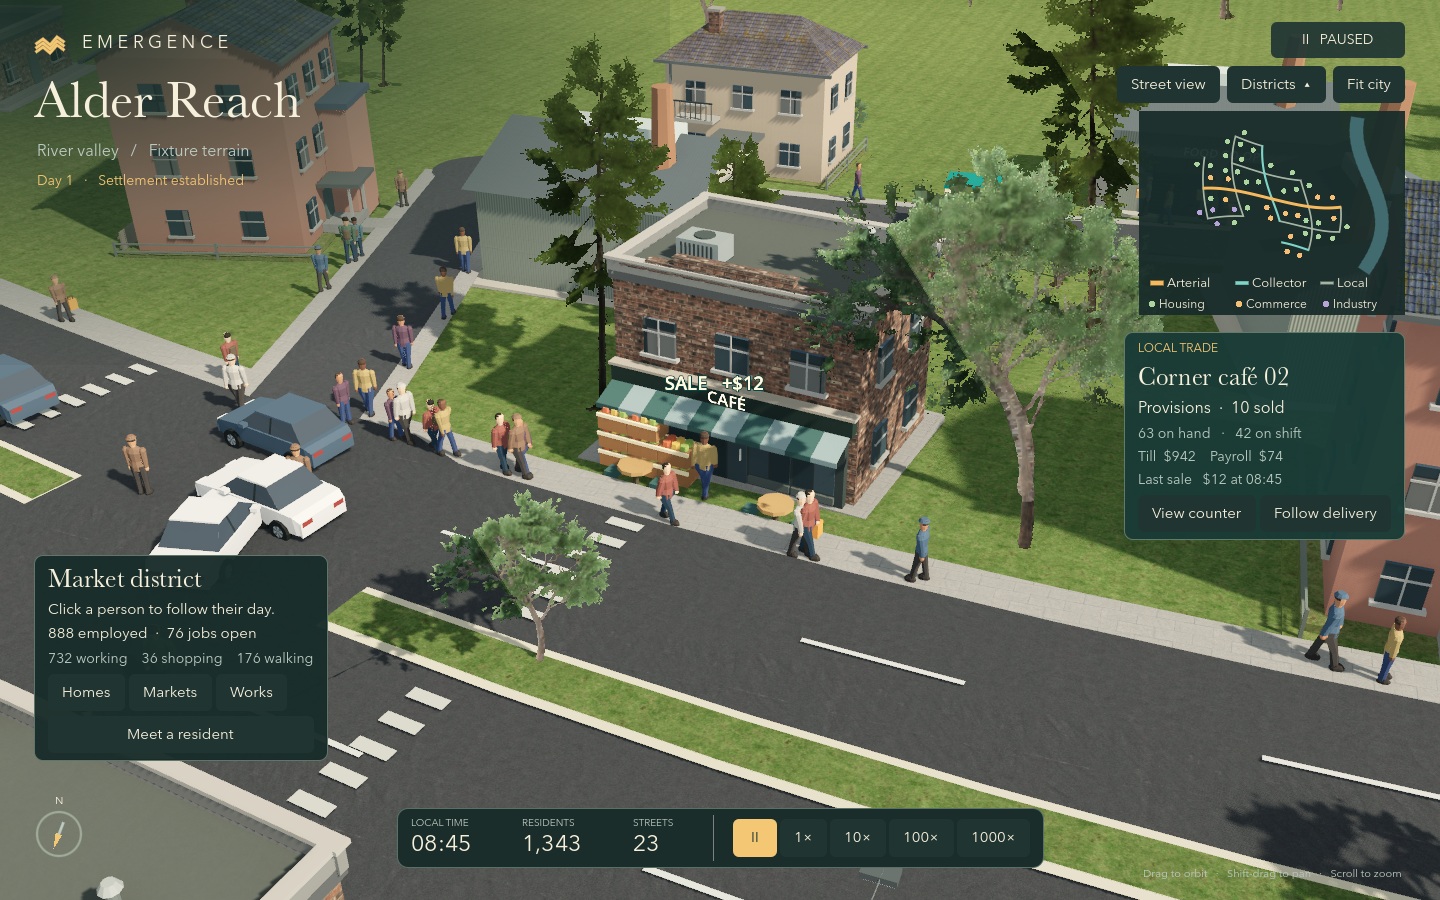 EMERGENCE
Alder Reach
River valley / Fixture terrain
Day 1 · Settlement established
II PAUSED
Street view
Districts ▲
Fit city
Arterial
Collector
Local
Housing
Commerce
Industry
LOCAL TRADE
Corner café 02
Provisions · 10 sold
63 on hand · 42 on shift
Till $942 Payroll $74
Last sale $12 at 08:45
View counter
Follow delivery
SALE +$12
CAFÉ
Market district
Click a person to follow their day.
888 employed · 76 jobs open
732 working 36 shopping 176 walking
Homes
Markets
Works
Meet a resident
N
LOCAL TIME
08:45
RESIDENTS
1,343
STREETS
23
II
1×
10×
100×
1000×
Drag to orbit · Shift-drag to pan · Scroll to zoom